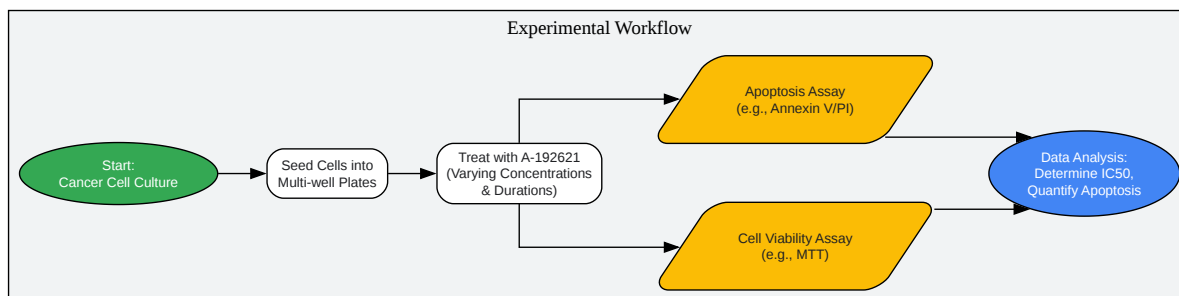 Experimental Workflow
Start:
Cancer Cell Culture
Seed Cells into
Multi-well Plates
Treat with A-192621
(Varying Concentrations
& Durations)
Apoptosis Assay
(e.g., Annexin V/PI)
Cell Viability Assay
(e.g., MTT)
Data Analysis:
Determine IC50,
Quantify Apoptosis